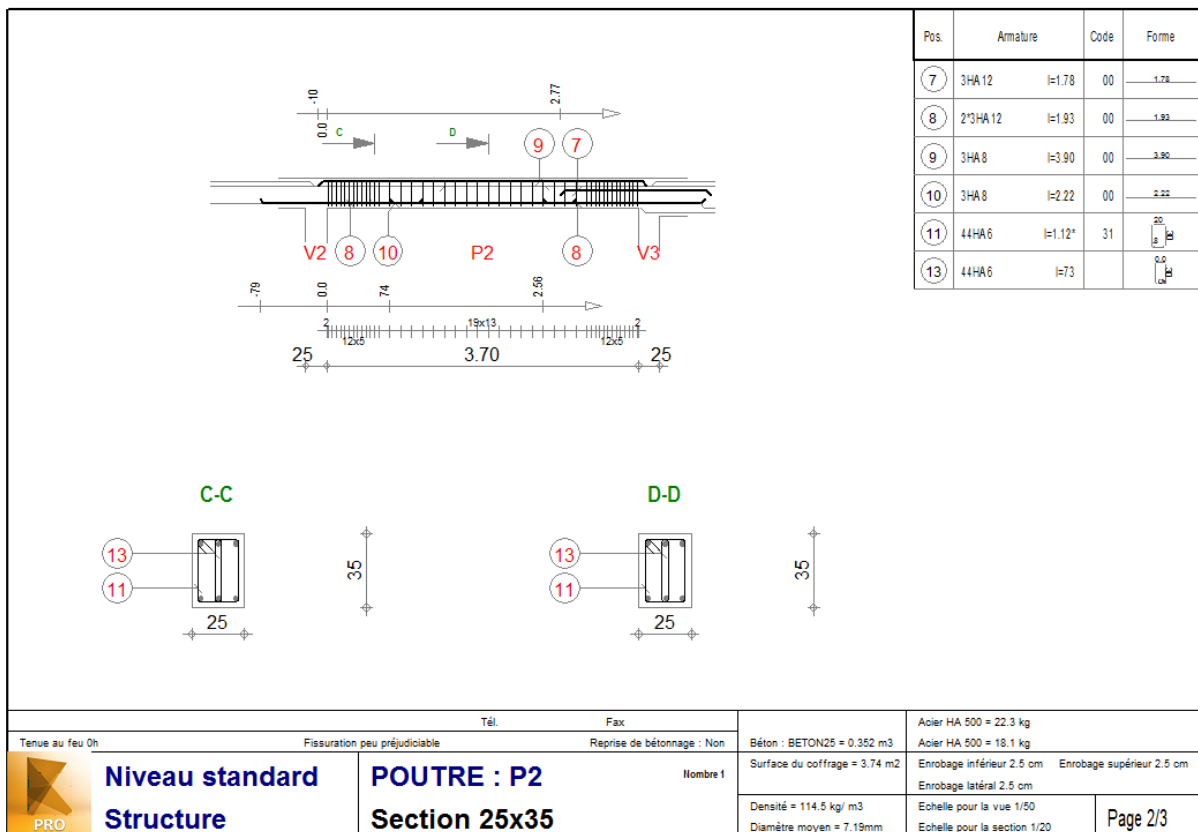 Pos. Armature Code Forme
7 3HA12 l=1.78 00 1.78
8 2*3HA12 l=1.93 00 1.93
9 3HA8 l=3.90 00 3.90
10 3HA8 l=2.22 00 2.22
11 44HA6 l=1.12* 31 20
13 44HA6 l=73 0.0
-10 0.0 2.77
C D 9 7
V2 8 10 P2 8 V3
-79 0.0 74 2.56
2 19x13 2
12x5 12x5
25 3.70 25
C-C D-D
13 13
11 11
35 35
25 25
Tél. Fax
Tenue au feu 0h Fissuration peu préjudiciable Reprise de bétonnage : Non
Béton : BETON25 = 0.352 m3
Surface du coffrage = 3.74 m2
Densité = 114.5 kg/ m3
Diamètre moyen = 7.19mm
Acier HA 500 = 22.3 kg
Acier HA 500 = 18.1 kg
Enrobage inférieur 2.5 cm Enrobage supérieur 2.5 cm
Enrobage latéral 2.5 cm
Echelle pour la vue 1/50
Echelle pour la section 1/20
Page 2/3
PRO
Niveau standard
Structure
POUTRE : P2 Nombre 1
Section 25x35